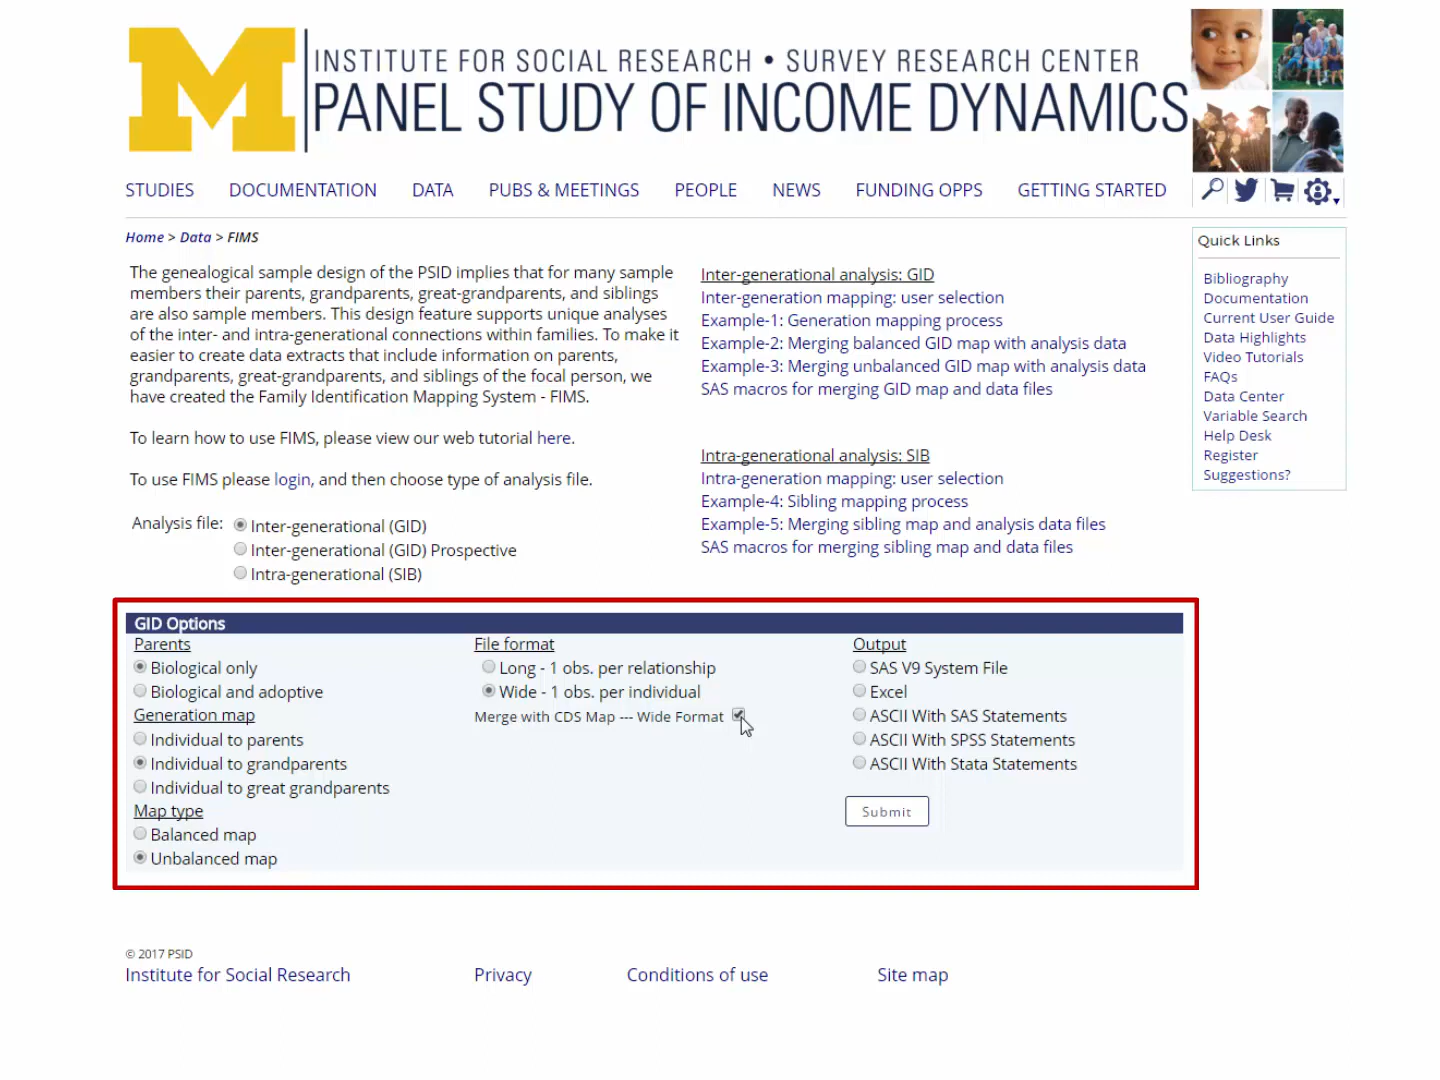 INSTITUTE FOR SOCIAL RESEARCH • SURVEY RESEARCH CENTER
PANEL STUDY OF INCOME DYNAMICS
STUDIES DOCUMENTATION DATA PUBS & MEETINGS PEOPLE NEWS FUNDING OPPS GETTING STARTED
Home > Data > FIMS
The genealogical sample design of the PSID implies that for many sample
members their parents, grandparents, great-grandparents, and siblings
are also sample members. This design feature supports unique analyses
of the inter- and intra-generational connections within families. To make it
easier to create data extracts that include information on parents,
grandparents, great-grandparents, and siblings of the focal person, we
have created the Family Identification Mapping System - FIMS.
To learn how to use FIMS, please view our web tutorial here.
To use FIMS please login, and then choose type of analysis file.
Analysis file:
Inter-generational (GID)
Inter-generational (GID) Prospective
Intra-generational (SIB)
Inter-generational analysis: GID
Inter-generation mapping: user selection
Example-1: Generation mapping process
Example-2: Merging balanced GID map with analysis data
Example-3: Merging unbalanced GID map with analysis data
SAS macros for merging GID map and data files
Intra-generational analysis: SIB
Intra-generation mapping: user selection
Example-4: Sibling mapping process
Example-5: Merging sibling map and analysis data files
SAS macros for merging sibling map and data files
Quick Links
Bibliography
Documentation
Current User Guide
Data Highlights
Video Tutorials
FAQs
Data Center
Variable Search
Help Desk
Register
Suggestions?
GID Options
Parents
Biological only
Biological and adoptive
Generation map
Individual to parents
Individual to grandparents
Individual to great grandparents
Map type
Balanced map
Unbalanced map
File format
Long - 1 obs. per relationship
Wide - 1 obs. per individual
Merge with CDS Map --- Wide Format
Output
SAS V9 System File
Excel
ASCII With SAS Statements
ASCII With SPSS Statements
ASCII With Stata Statements
Submit
© 2017 PSID
Institute for Social Research Privacy Conditions of use Site map